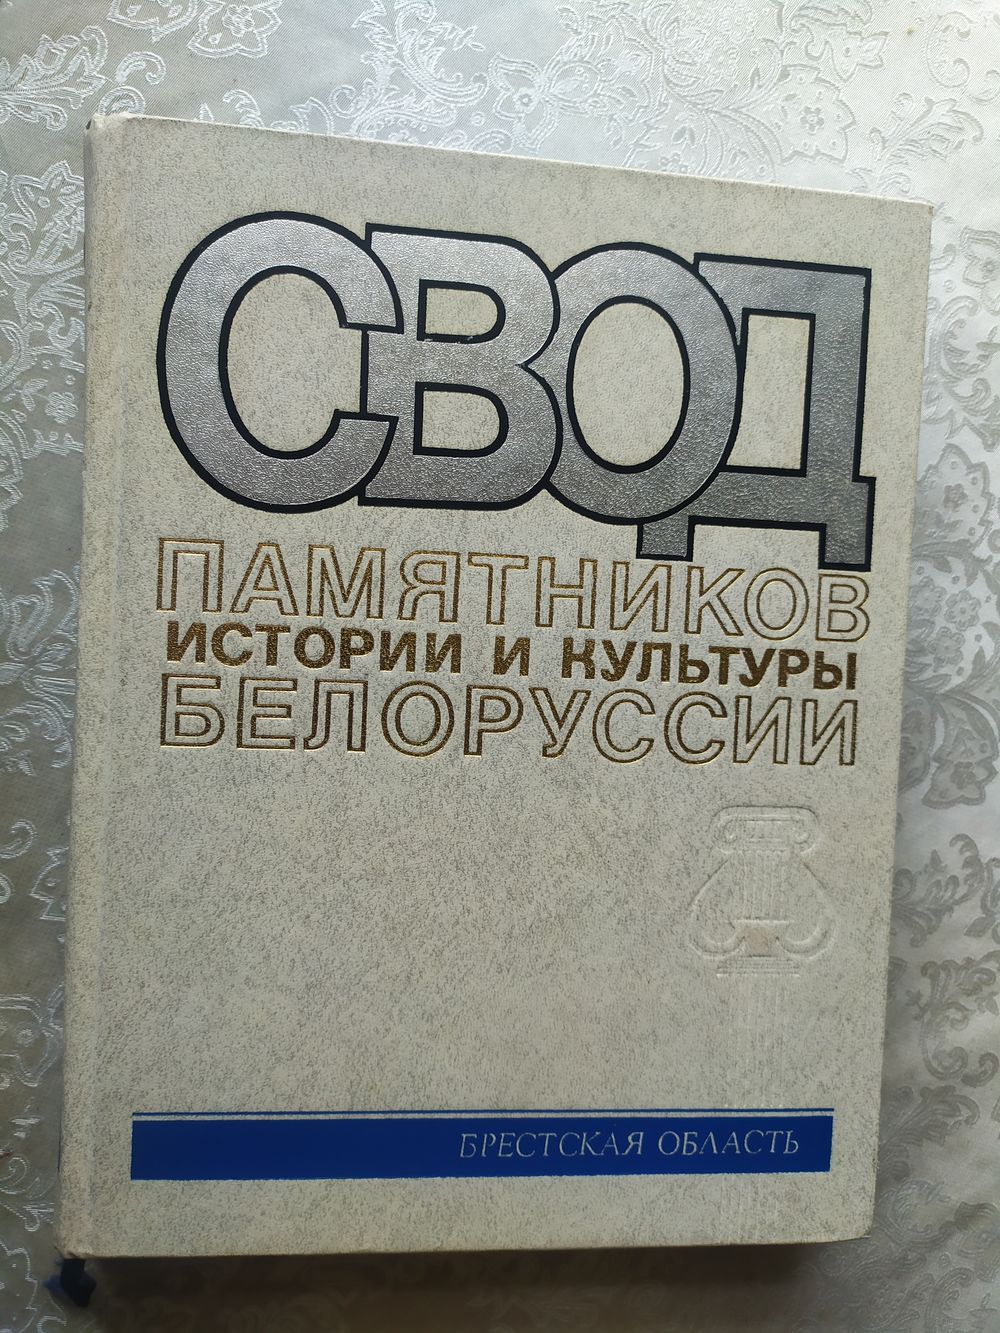 СВОД
ПАМЯТНИКОВ
ИСТОРИИ И КУЛЬТУРЫ
БЕЛОРУССИИ
БРЕСТСКАЯ ОБЛАСТЬ